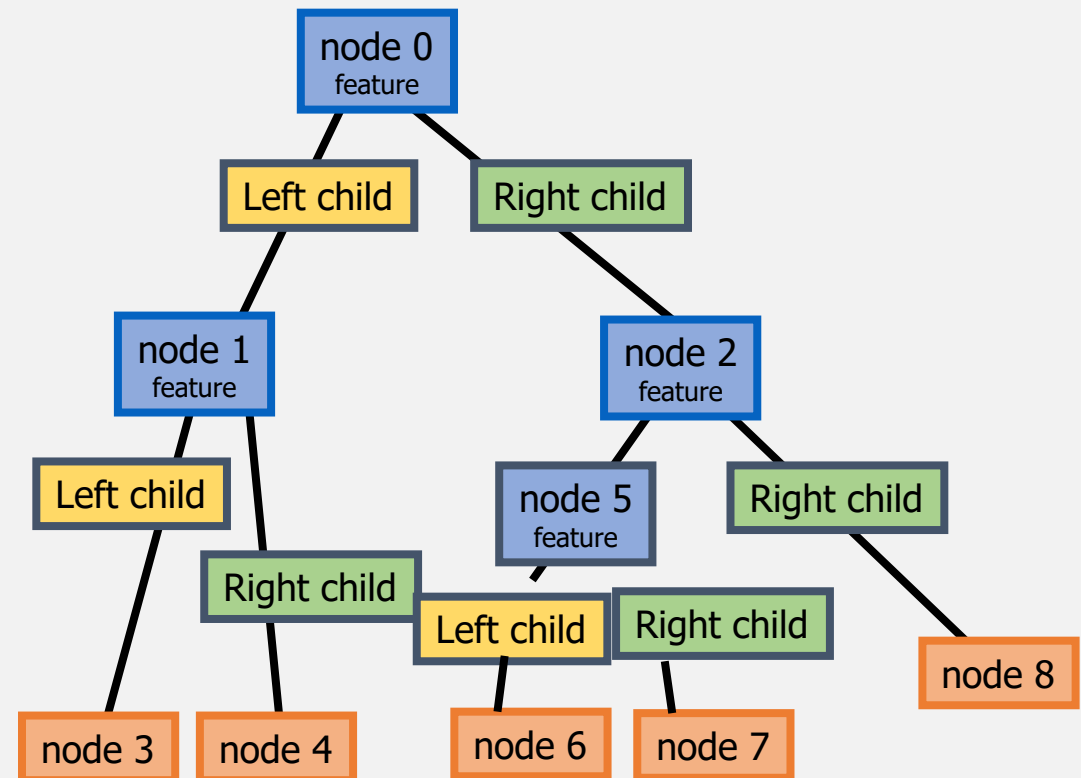 node 0
feature
Left child
Right child
node 1
feature
node 2
feature
Left child
node 5
feature
Right child
Right child
Left child
Right child
node 8
node 3
node 4
node 6
node 7